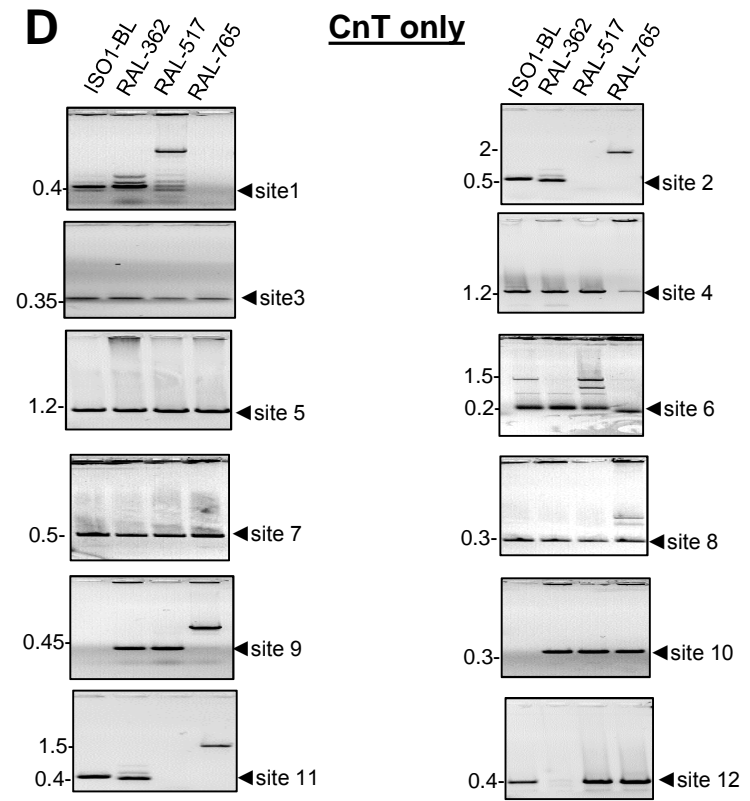 D
CnT only
ISO1-BL
RAL-362
RAL-517
RAL-765
ISO1-BL
RAL-362
RAL-517
RAL-765
0.4-
site1
2-
0.5-
site 2
0.35-
site3
1.2-
site 4
1.2-
site 5
1.5-
0.2-
site 6
0.5-
site 7
0.3-
site 8
0.45-
site 9
0.3-
site 10
1.5-
0.4-
site 11
0.4-
site 12